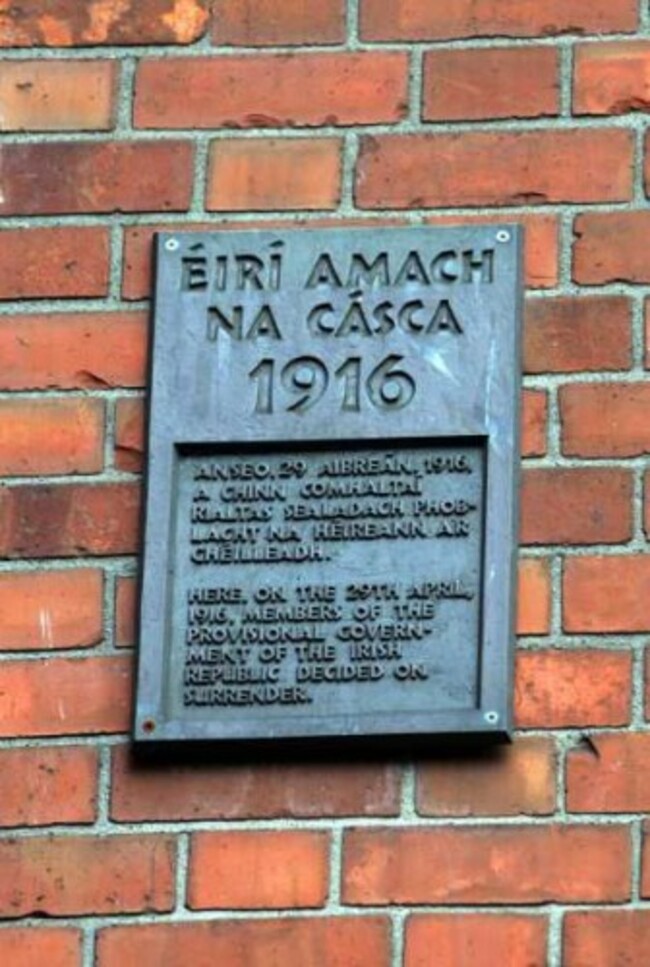 ÉIRÍ AMACH
NA CÁSCA
1916
ANSEO, 29 AIBREÁN, 1916,
A CHINN COMHALTAÍ
RIALTAS SEALADACH PHOB-
LACHT NA HÉIREANN AR
GHÉILLEADH.
HERE, ON THE 29TH APRIL,
1916, MEMBERS OF THE
PROVISIONAL GOVERN-
MENT OF THE IRISH
REPUBLIC DECIDED ON
SURRENDER.